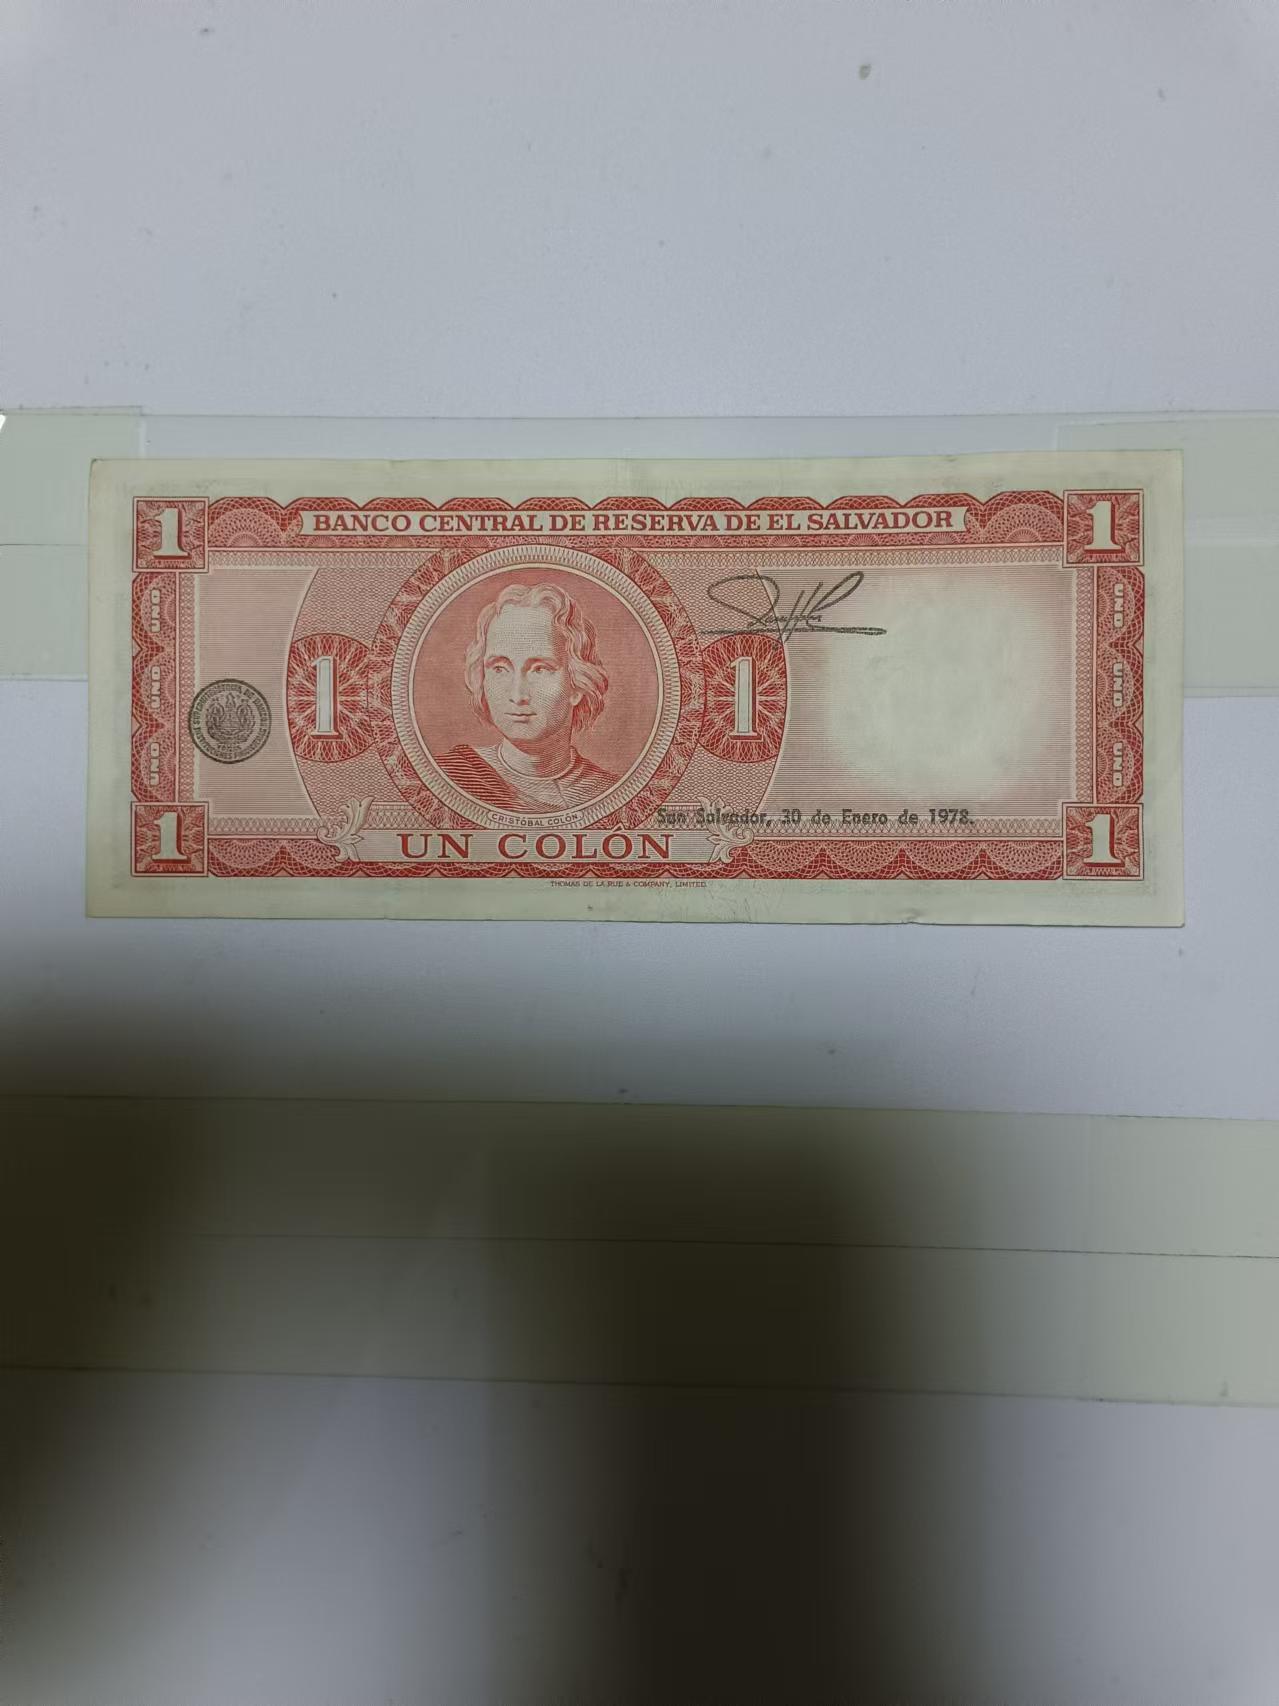 1
BANCO CENTRAL DE RESERVA DE EL SALVADOR
1
UNO UNO UNO
1
1
UNO UNO UNO
CRISTÓBAL COLÓN
San Salvador, 30 de Enero de 1978.
1
UN COLÓN
1
THOMAS DE LA RUE & COMPANY, LIMITED